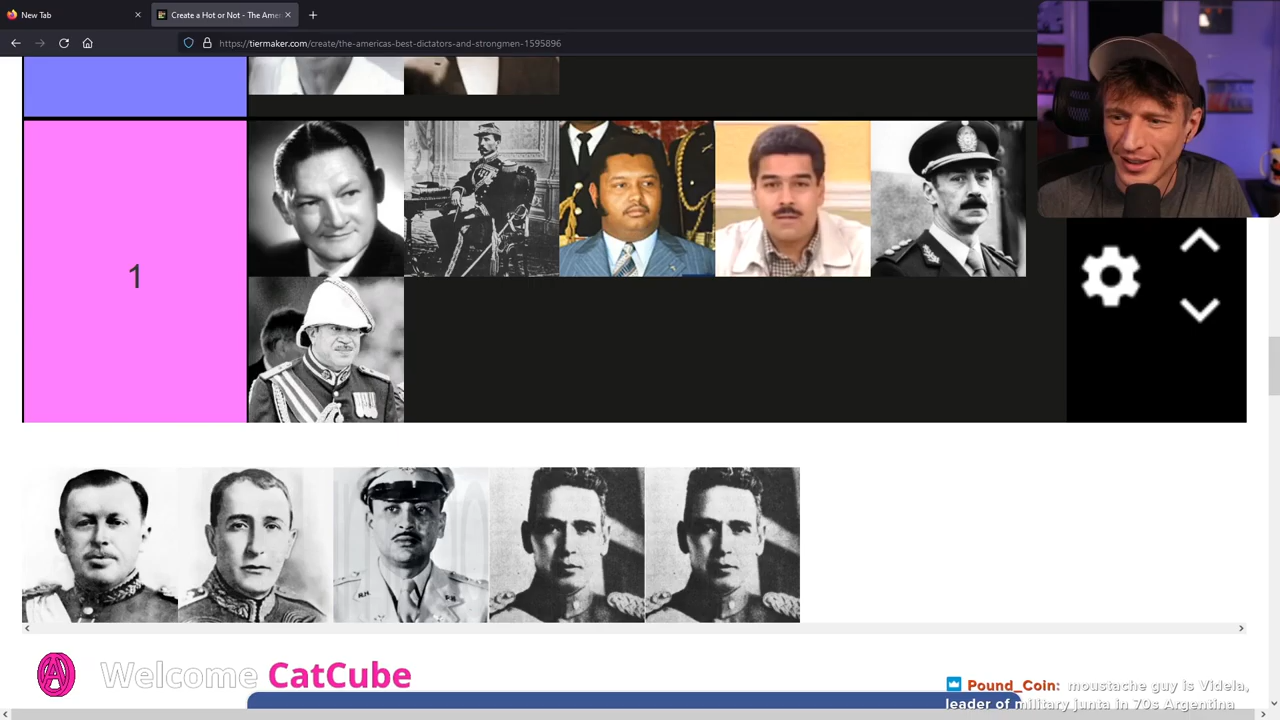 New Tab
Create a Hot or Not - The Amer
https://tiermaker.com/create/the-americas-best-dictators-and-strongmen-1595896
1
Welcome CatCube
Pound_Coin: moustache guy is Videla,
leader of military junta in 70s Argentina